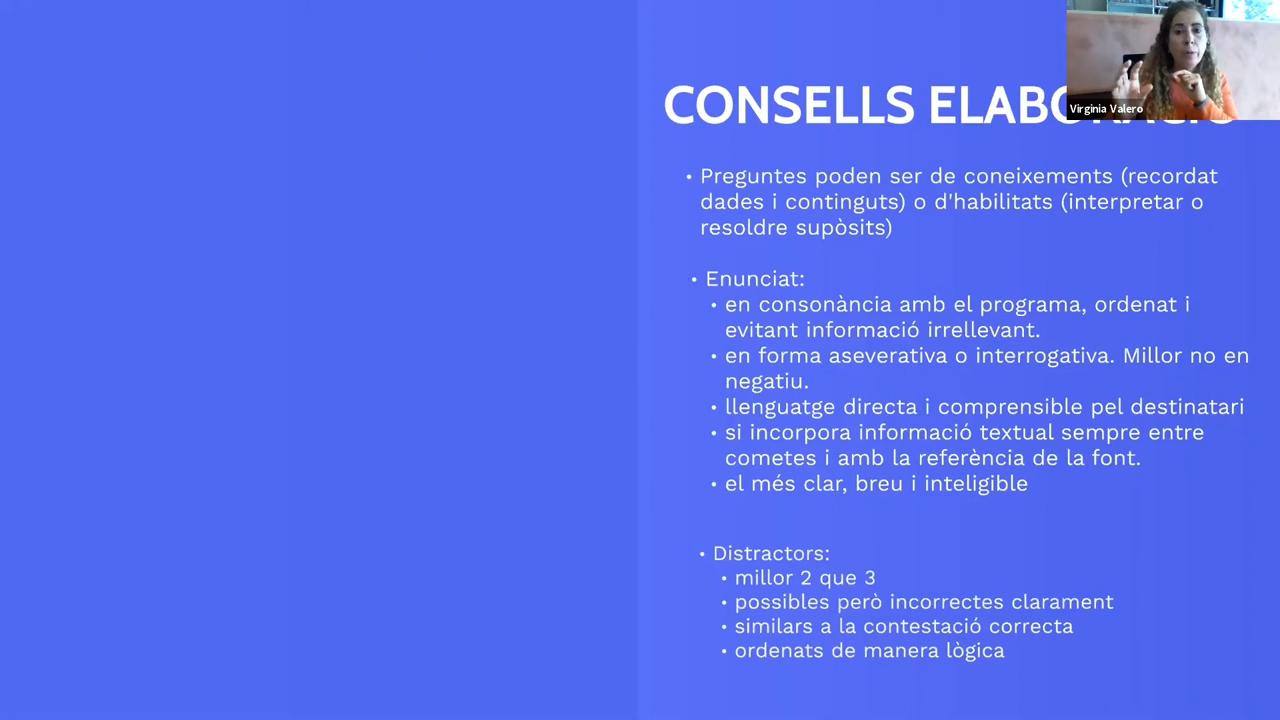 CONSELLS
Virginia Valero
• Preguntes poden ser de coneixements (recordat
dades i continguts) o d'habilitats (interpretar o
resoldre supòsits)
• Enunciat:
• en consonància amb el programa, ordenat i
evitant informació irrellevant.
• en forma aseverativa o interrogativa. Millor no en
negatiu.
• llenguatge directa i comprensible pel destinatari
• si incorpora informació textual sempre entre
cometes i amb la referència de la font.
• el més clar, breu i inteligible
• Distractors:
• millor 2 que 3
• possibles però incorrectes clarament
• similars a la contestació correcta
• ordenats de manera lògica